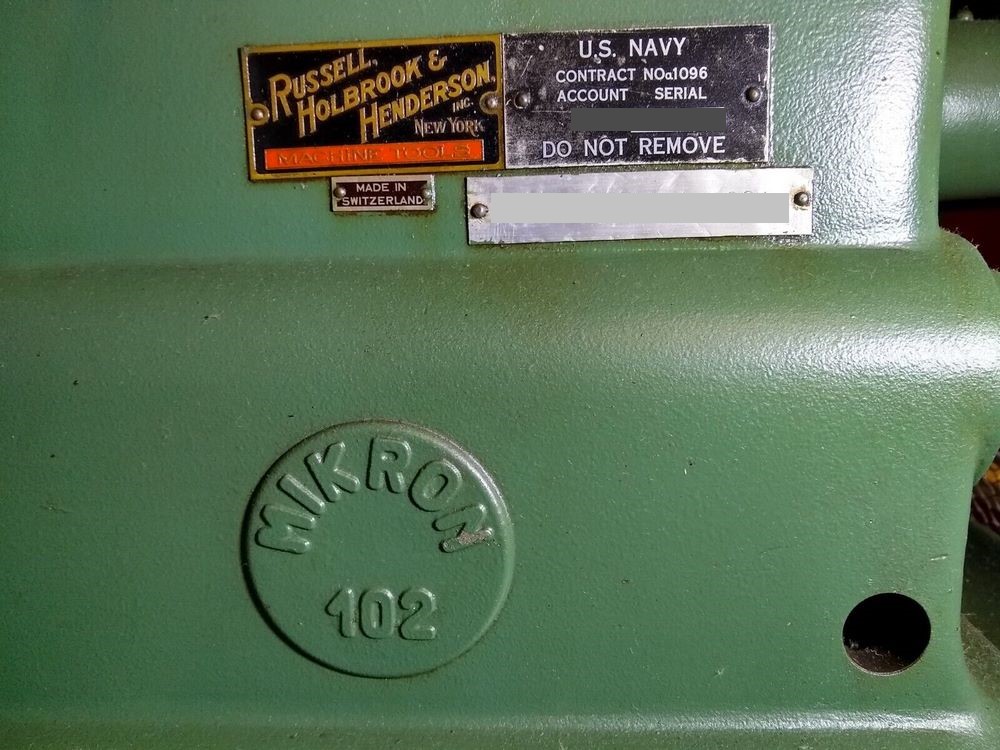 RUSSELL,
HOLBROOK &
HENDERSON,
INC.
NEW YORK
MACHINE TOOLS
U.S. NAVY
CONTRACT NOa1096
ACCOUNT SERIAL
DO NOT REMOVE
MADE IN
SWITZERLAND
MIKRON
102